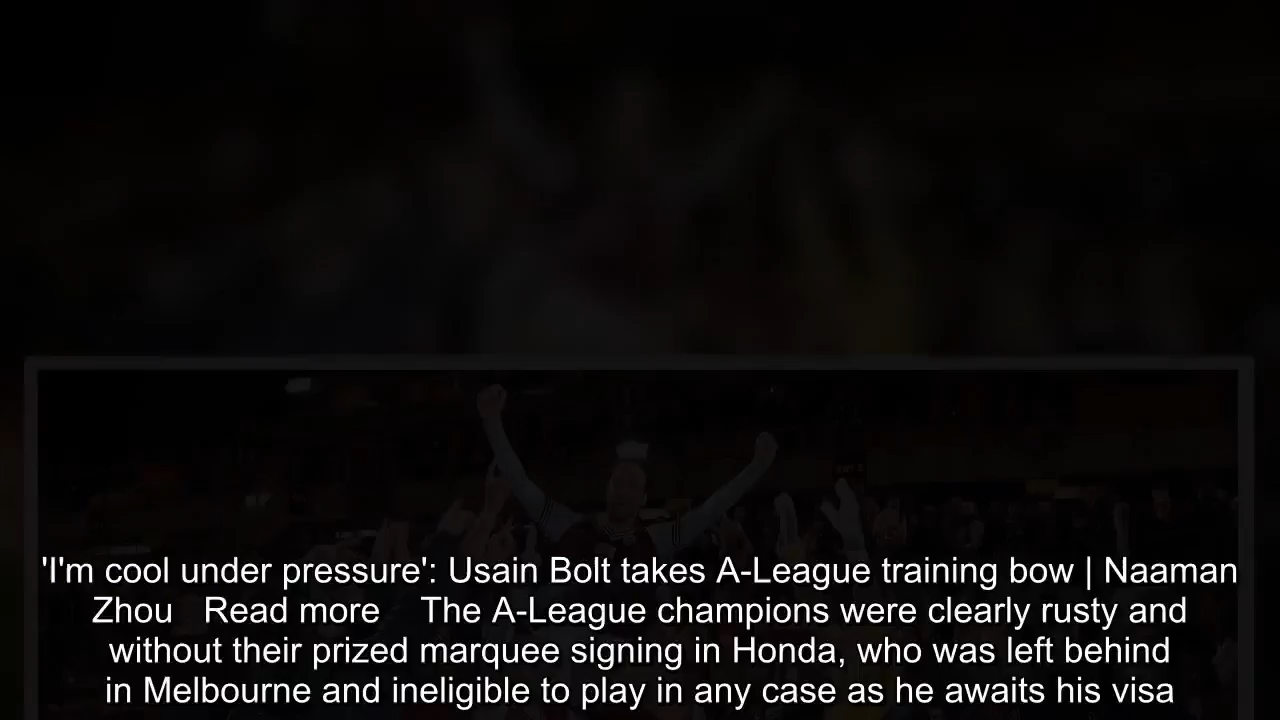 'I'm cool under pressure': Usain Bolt takes A-League training bow | Naaman
Zhou   Read more    The A-League champions were clearly rusty and
without their prized marquee signing in Honda, who was left behind
in Melbourne and ineligible to play in any case as he awaits his visa